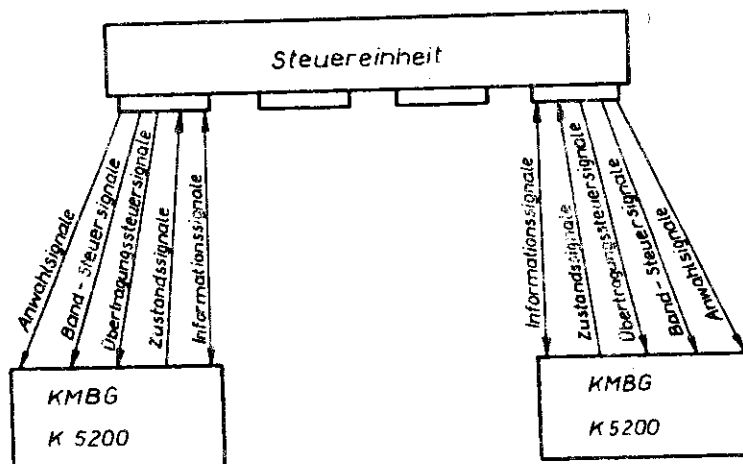 Steuereinheit
Anwahlsignale
Band-Steuersignale
Übertragungssteuersignale
Zustandssignale
Informationssignale
Informationssignale
Zustandssignale
Übertragungssteuersignale
Band-Steuersignale
Anwahlsignale
KMBG
K 5200
KMBG
K 5200